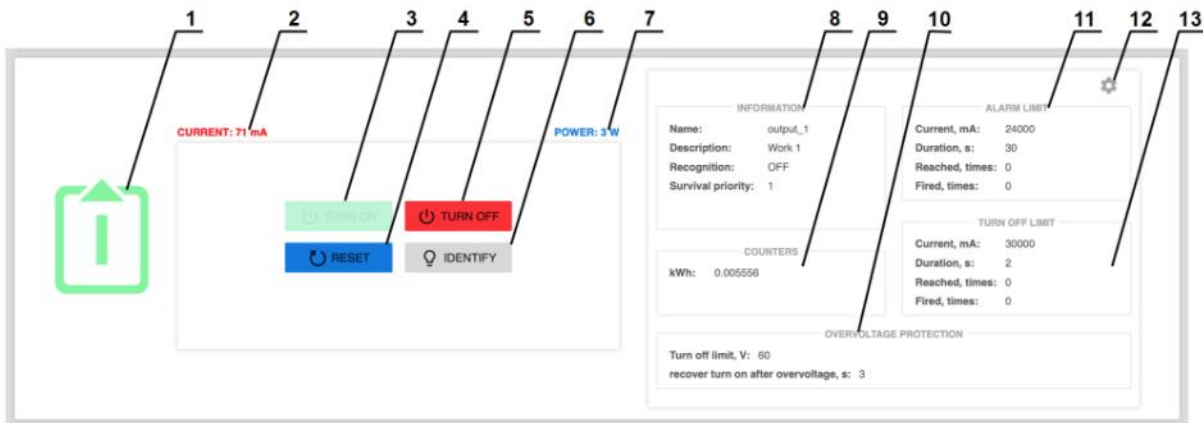 1 2 3 4 5 6 7 8 9 10 11 12 13
CURRENT: 71 mA
POWER: 3 W
TURN ON
TURN OFF
RESET
IDENTIFY
INFORMATION
Name: output_1
Description: Work 1
Recognition: OFF
Survival priority: 1
COUNTERS
kWh: 0.005556
ALARM LIMIT
Current, mA: 24000
Duration, s: 30
Reached, times: 0
Fired, times: 0
TURN OFF LIMIT
Current, mA: 30000
Duration, s: 2
Reached, times: 0
Fired, times: 0
OVERVOLTAGE PROTECTION
Turn off limit, V: 60
recover turn on after overvoltage, s: 3